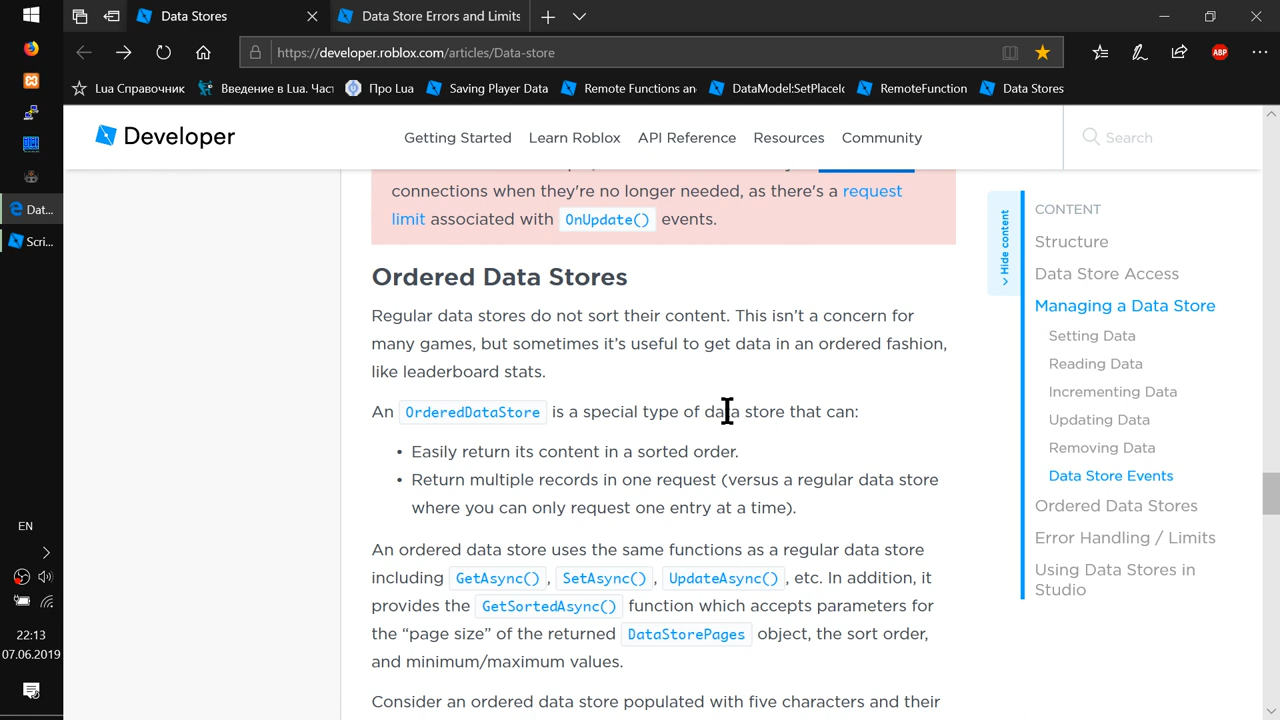 Data Stores
Data Store Errors and Limits
https://developer.roblox.com/articles/Data-store
ABP
Lua Справочник
Введение в Lua. Част
Про Lua
Saving Player Data
Remote Functions an
DataModel:SetPlaceId
RemoteFunction
Data Stores
Developer
Getting Started
Learn Roblox
API Reference
Resources
Community
Search
connections when they're no longer needed, as there's a request
limit associated with OnUpdate() events.
Ordered Data Stores
Regular data stores do not sort their content. This isn't a concern for
many games, but sometimes it's useful to get data in an ordered fashion,
like leaderboard stats.
An OrderedDataStore is a special type of data store that can:
• Easily return its content in a sorted order.
• Return multiple records in one request (versus a regular data store
where you can only request one entry at a time).
An ordered data store uses the same functions as a regular data store
including GetAsync(), SetAsync(), UpdateAsync(), etc. In addition, it
provides the GetSortedAsync() function which accepts parameters for
the “page size” of the returned DataStorePages object, the sort order,
and minimum/maximum values.
Consider an ordered data store populated with five characters and their
Hide content
CONTENT
Structure
Data Store Access
Managing a Data Store
Setting Data
Reading Data
Incrementing Data
Updating Data
Removing Data
Data Store Events
Ordered Data Stores
Error Handling / Limits
Using Data Stores in
Studio
Dat...
Scri...
EN
22:13
07.06.2019